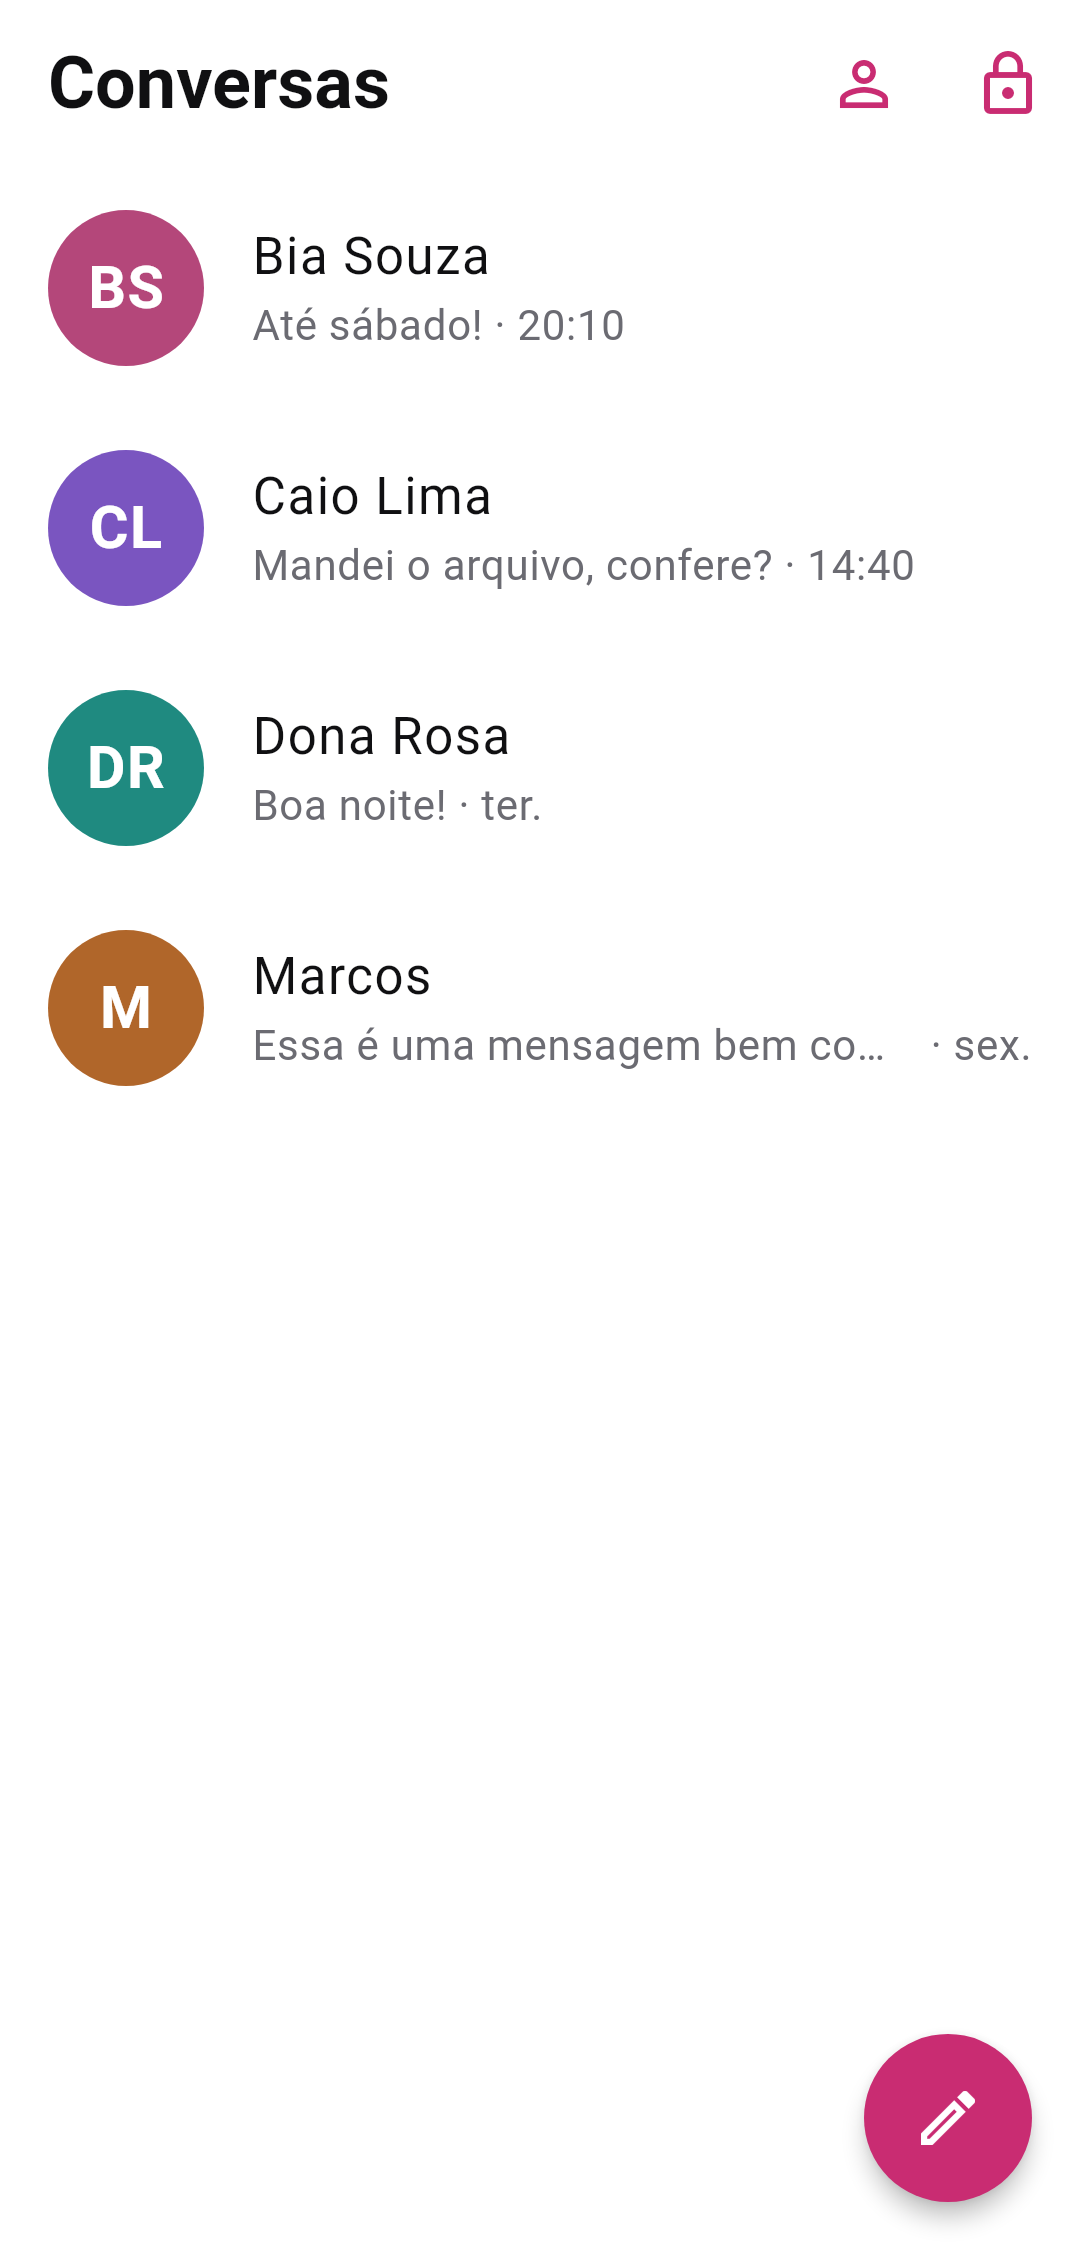 Conversas
BS
Bia Souza
Até sábado! · 20:10
CL
Caio Lima
Mandei o arquivo, confere? · 14:40
DR
Dona Rosa
Boa noite! · ter.
M
Marcos
Essa é uma mensagem bem co… · sex.